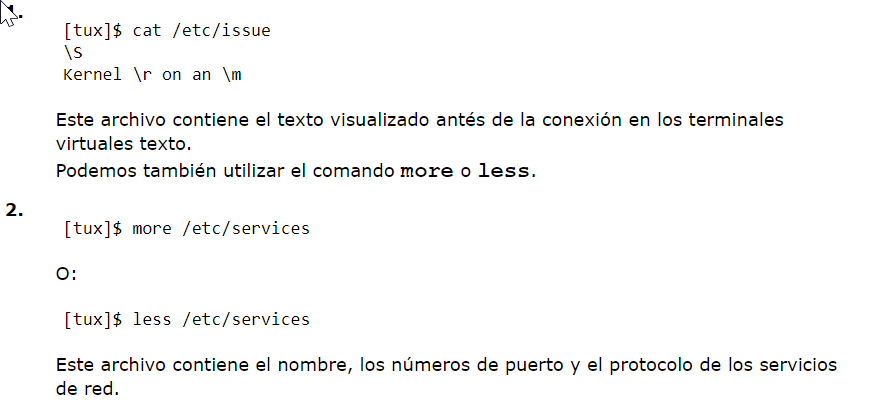 1.
[tux]$ cat /etc/issue
\S
Kernel \r on an \m
Este archivo contiene el texto visualizado antés de la conexión en los terminales
virtuales texto.
Podemos también utilizar el comando more o less.
2.
[tux]$ more /etc/services
O:
[tux]$ less /etc/services
Este archivo contiene el nombre, los números de puerto y el protocolo de los servicios
de red.